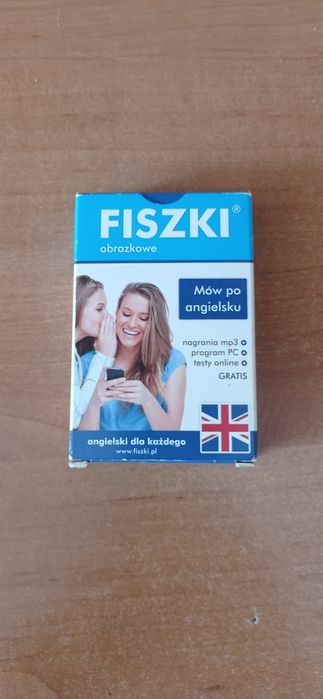 FISZKI®
obrazkowe
Mów po
angielsku
nagrania mp3
program PC
testy online
GRATIS
angielski dla każdego
www.fiszki.pl